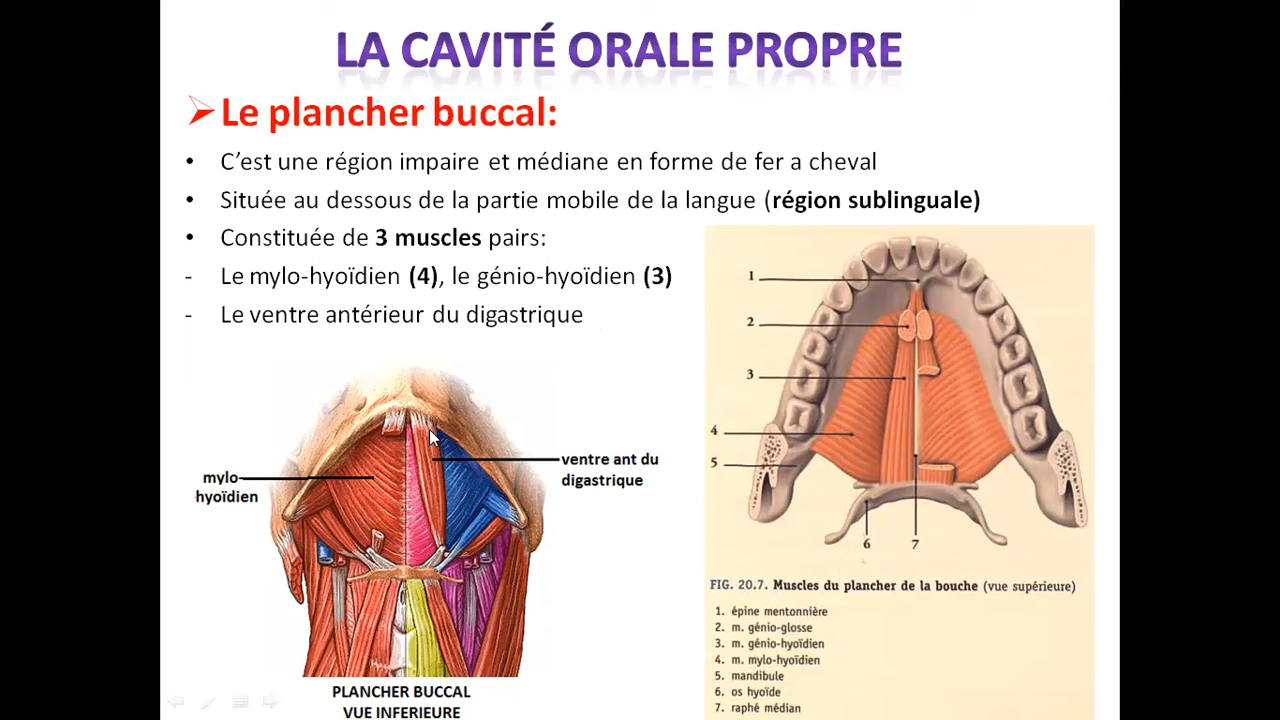 LA CAVITÉ ORALE PROPRE
Le plancher buccal:
• C’est une région impaire et médiane en forme de fer a cheval
• Située au dessous de la partie mobile de la langue (région sublinguale)
• Constituée de 3 muscles pairs:
- Le mylo-hyoïdien (4), le génio-hyoïdien (3)
- Le ventre antérieur du digastrique
mylo-
hyoïdien
ventre ant du
digastrique
PLANCHER BUCCAL
VUE INFERIEURE
1
2
3
4
5
6
7
FIG. 20.7. Muscles du plancher de la bouche (vue supérieure)
1. épine mentonnière
2. m. génio-glosse
3. m. génio-hyoïdien
4. m. mylo-hyoïdien
5. mandibule
6. os hyoïde
7. raphé médian